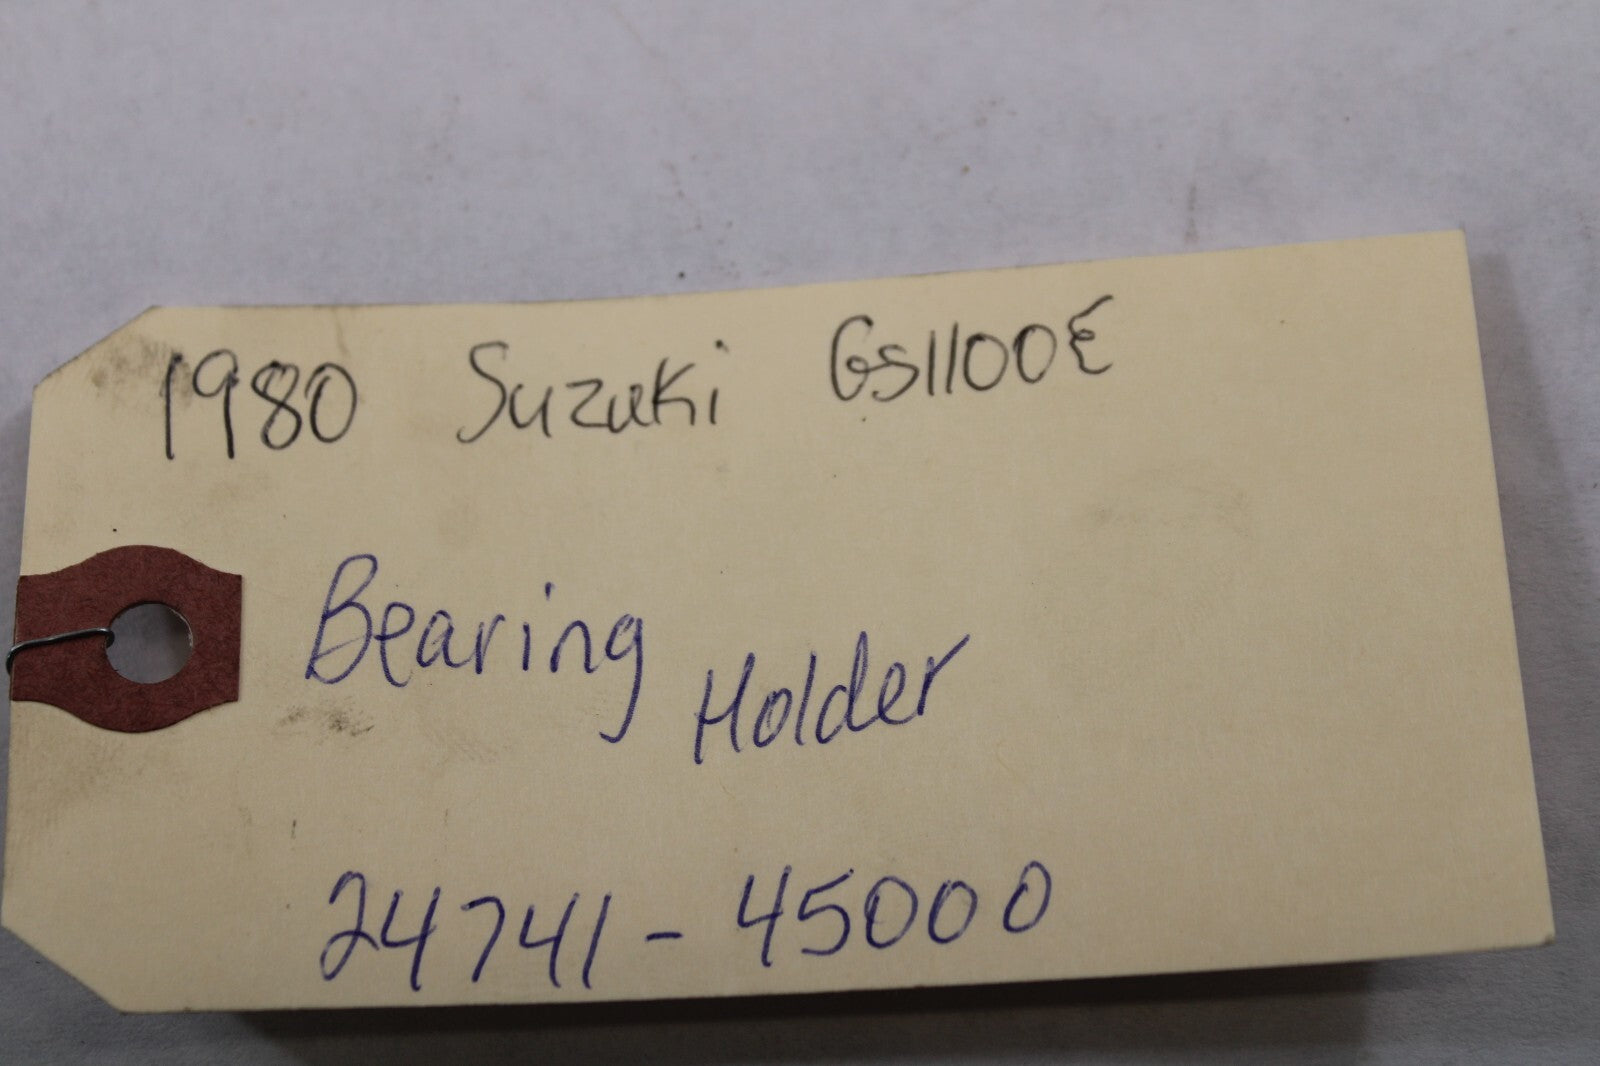 1980 Suzuki GS1100E
Bearing Holder
24741-45000